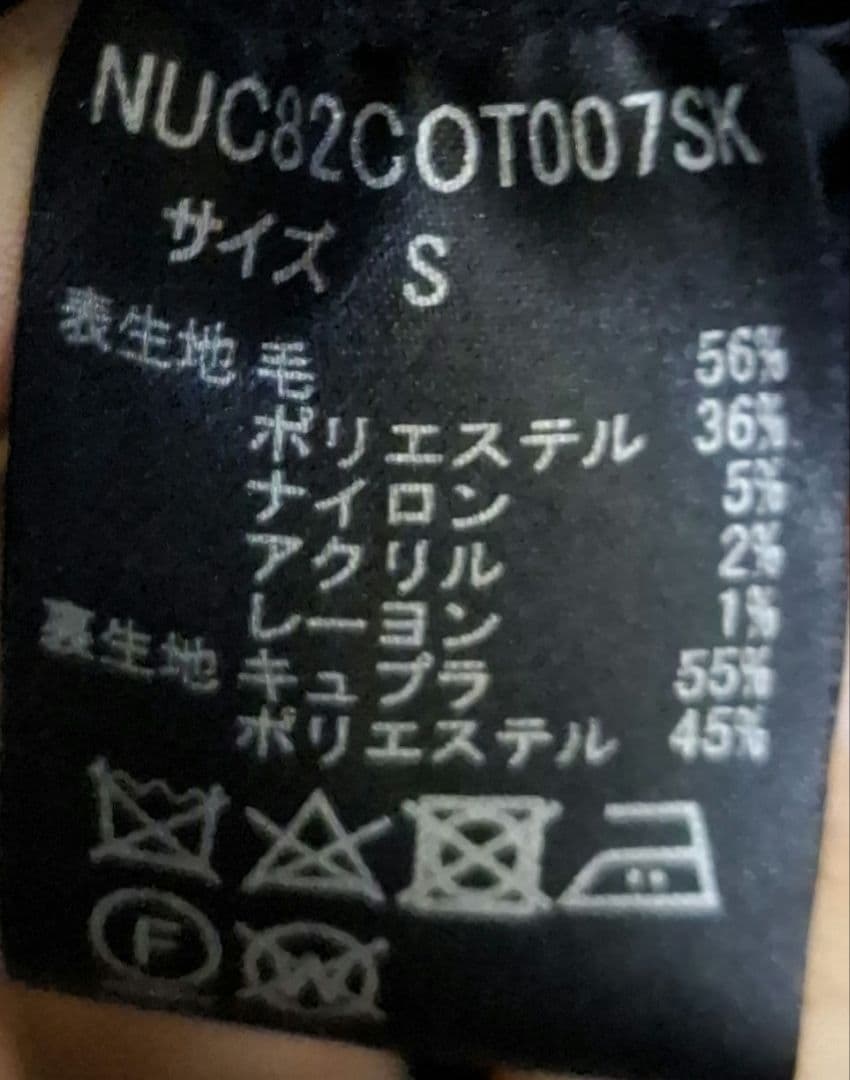 NUC82COT007SK
サイズ S
表生地 毛 56%
ポリエステル 36%
ナイロン 5%
アクリル 2%
レーヨン 1%
裏生地 キュプラ 55%
ポリエステル 45%
F W